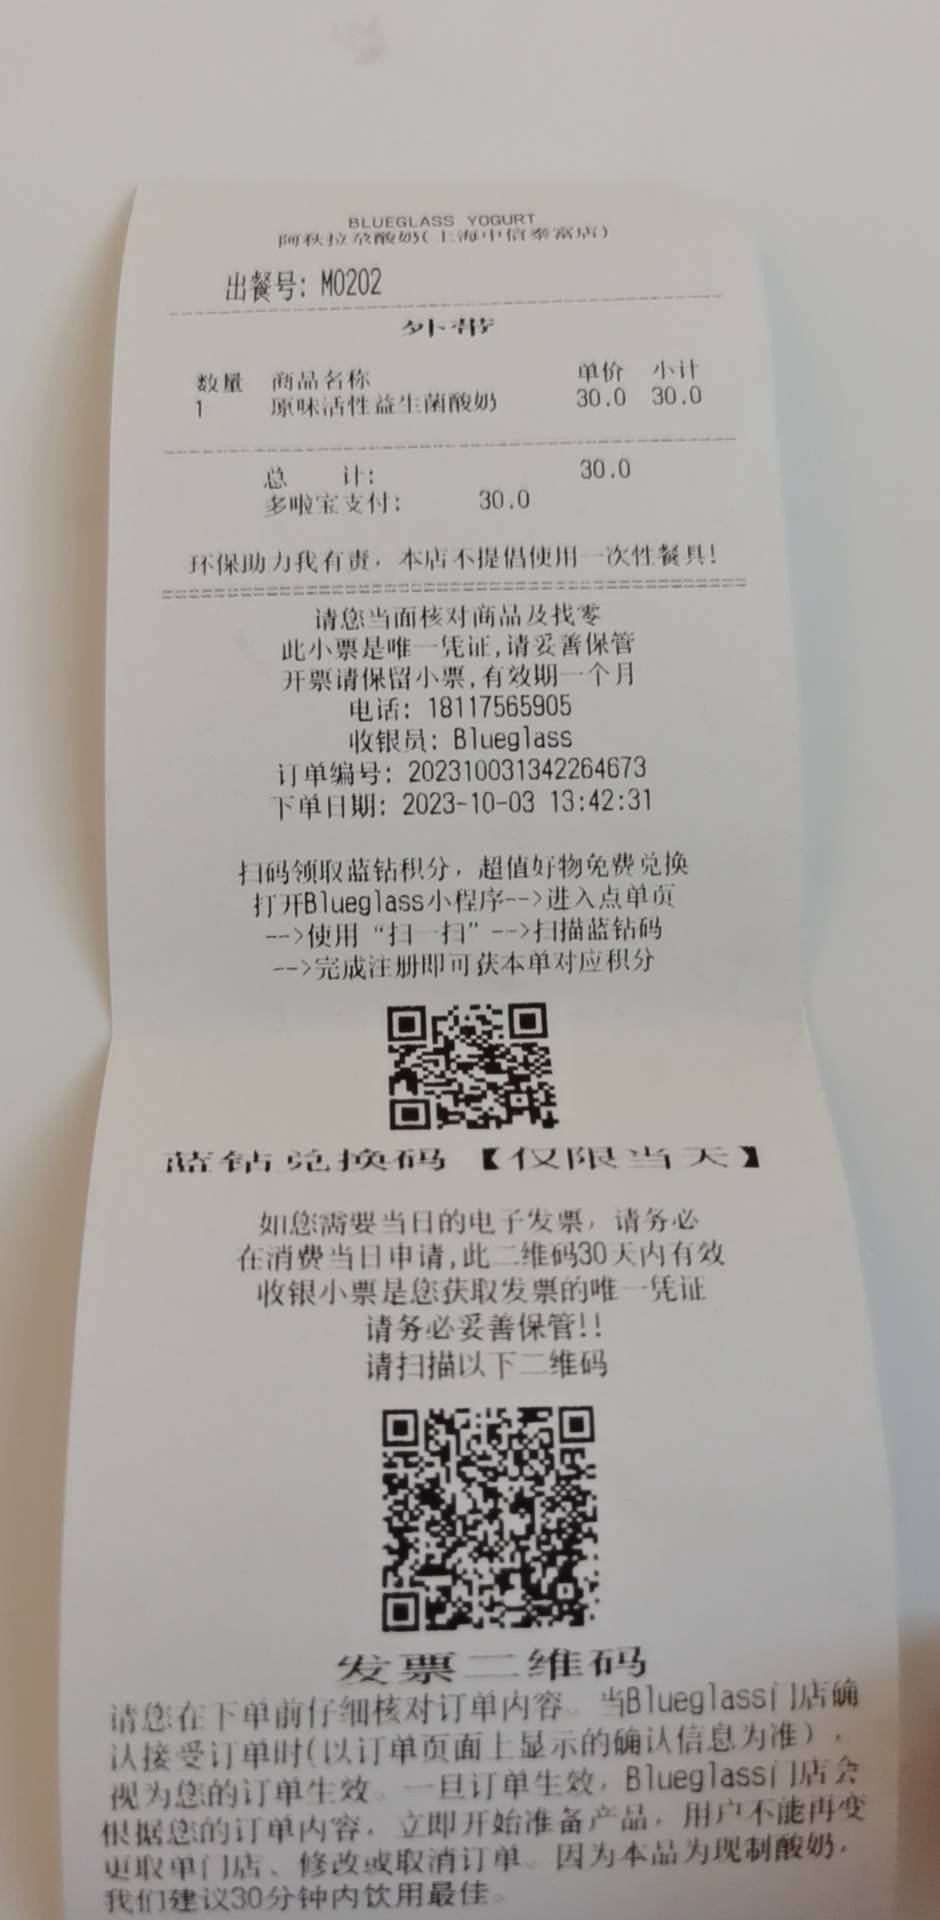 BLUEGLASS YOGURT
阿秋拉尕酸奶(上海中信泰富店)
出餐号: M0202
外带
数量 商品名称 单价 小计
1 原味活性益生菌酸奶 30.0 30.0
总 计: 30.0
多啦宝支付: 30.0
环保助力我有责，本店不提倡使用一次性餐具!
请您当面核对商品及找零
此小票是唯一凭证,请妥善保管
开票请保留小票,有效期一个月
电话: 18117565905
收银员: Blueglass
订单编号: 202310031342264673
下单日期: 2023-10-03 13:42:31
扫码领取蓝钻积分，超值好物免费兑换
打开Blueglass小程序-->进入点单页
-->使用“扫一扫”-->扫描蓝钻码
-->完成注册即可获本单对应积分
蓝钻兑换码【仅限当天】
如您需要当日的电子发票，请务必
在消费当日申请,此二维码30天内有效
收银小票是您获取发票的唯一凭证
请务必妥善保管!!
请扫描以下二维码
发票二维码
请您在下单前仔细核对订单内容。当Blueglass门店确
认接受订单时(以订单页面上显示的确认信息为准)，
视为您的订单生效。一旦订单生效，Blueglass门店会
根据您的订单内容，立即开始准备产品，用户不能再变
更取单门店、修改或取消订单。因为本品为现制酸奶，
我们建议30分钟内饮用最佳。